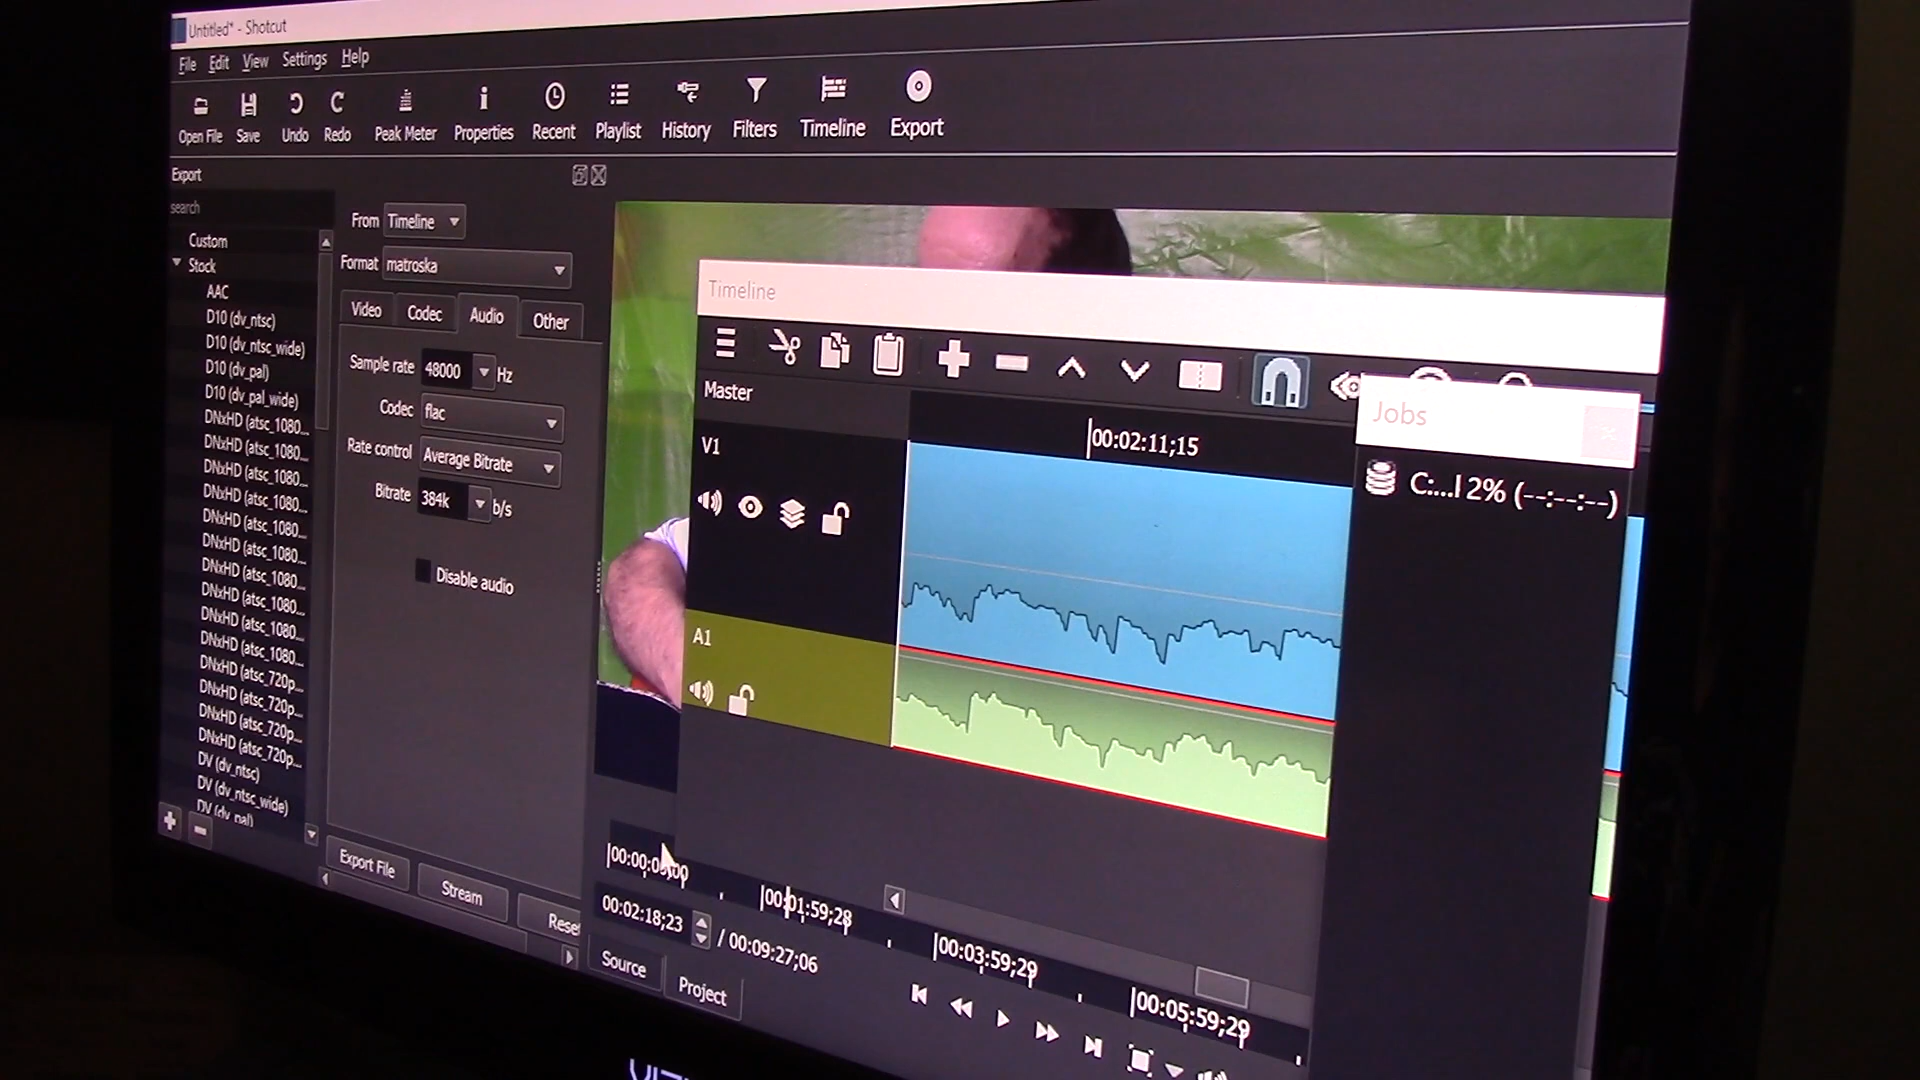 Untitled* - Shotcut
File Edit View Settings Help
Open File Save Undo Redo Peak Meter Properties Recent Playlist History Filters Timeline Export
Export
search
Custom
Stock
AAC
D10 (dv_ntsc)
D10 (dv_ntsc_wide)
D10 (dv_pal)
D10 (dv_pal_wide)
DNxHD (atsc_1080...
DNxHD (atsc_1080...
DNxHD (atsc_1080...
DNxHD (atsc_1080...
DNxHD (atsc_1080...
DNxHD (atsc_1080...
DNxHD (atsc_1080...
DNxHD (atsc_1080...
DNxHD (atsc_1080...
DNxHD (atsc_1080...
DNxHD (atsc_720p...
DNxHD (atsc_720p...
DNxHD (atsc_720p...
DNxHD (atsc_720p...
DV (dv_ntsc)
DV (dv_ntsc_wide)
DV (dv_pal)
From Timeline
Format matroska
Video Codec Audio Other
Sample rate 48000 Hz
Codec flac
Rate control Average Bitrate
Bitrate 384k b/s
Disable audio
Export File Stream Reset
Timeline
Master
00:02:11;15
V1
A1
Jobs
C:...l 2% (--:--:--)
00:01:59;28 00:03:59;29 00:05:59;29
00:02:18;23 / 00:09:27;06
Source Project